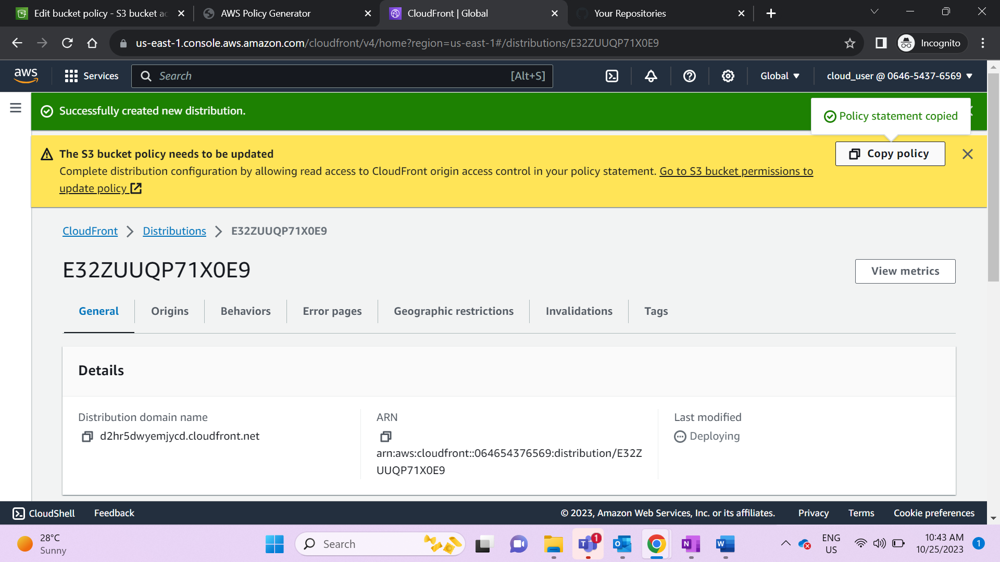 Edit bucket policy - S3 bucket ac
AWS Policy Generator
CloudFront | Global
Your Repositories
us-east-1.console.aws.amazon.com/cloudfront/v4/home?region=us-east-1#/distributions/E32ZUUQP71X0E9
Incognito
aws
Services
Search
[Alt+S]
Global
cloud_user @ 0646-5437-6569
Successfully created new distribution.
Policy statement copied
The S3 bucket policy needs to be updated
Copy policy
Complete distribution configuration by allowing read access to CloudFront origin access control in your policy statement. Go to S3 bucket permissions to
update policy
CloudFront
Distributions
E32ZUUQP71X0E9
E32ZUUQP71X0E9
View metrics
General
Origins
Behaviors
Error pages
Geographic restrictions
Invalidations
Tags
Details
Distribution domain name
d2hr5dwyemjycd.cloudfront.net
ARN
arn:aws:cloudfront::064654376569:distribution/E32Z
UUQP71X0E9
Last modified
Deploying
CloudShell
Feedback
© 2023, Amazon Web Services, Inc. or its affiliates.
Privacy
Terms
Cookie preferences
28°C
Sunny
Search
T
1
O
N
W
ENG
US
10:43 AM
10/25/2023
1